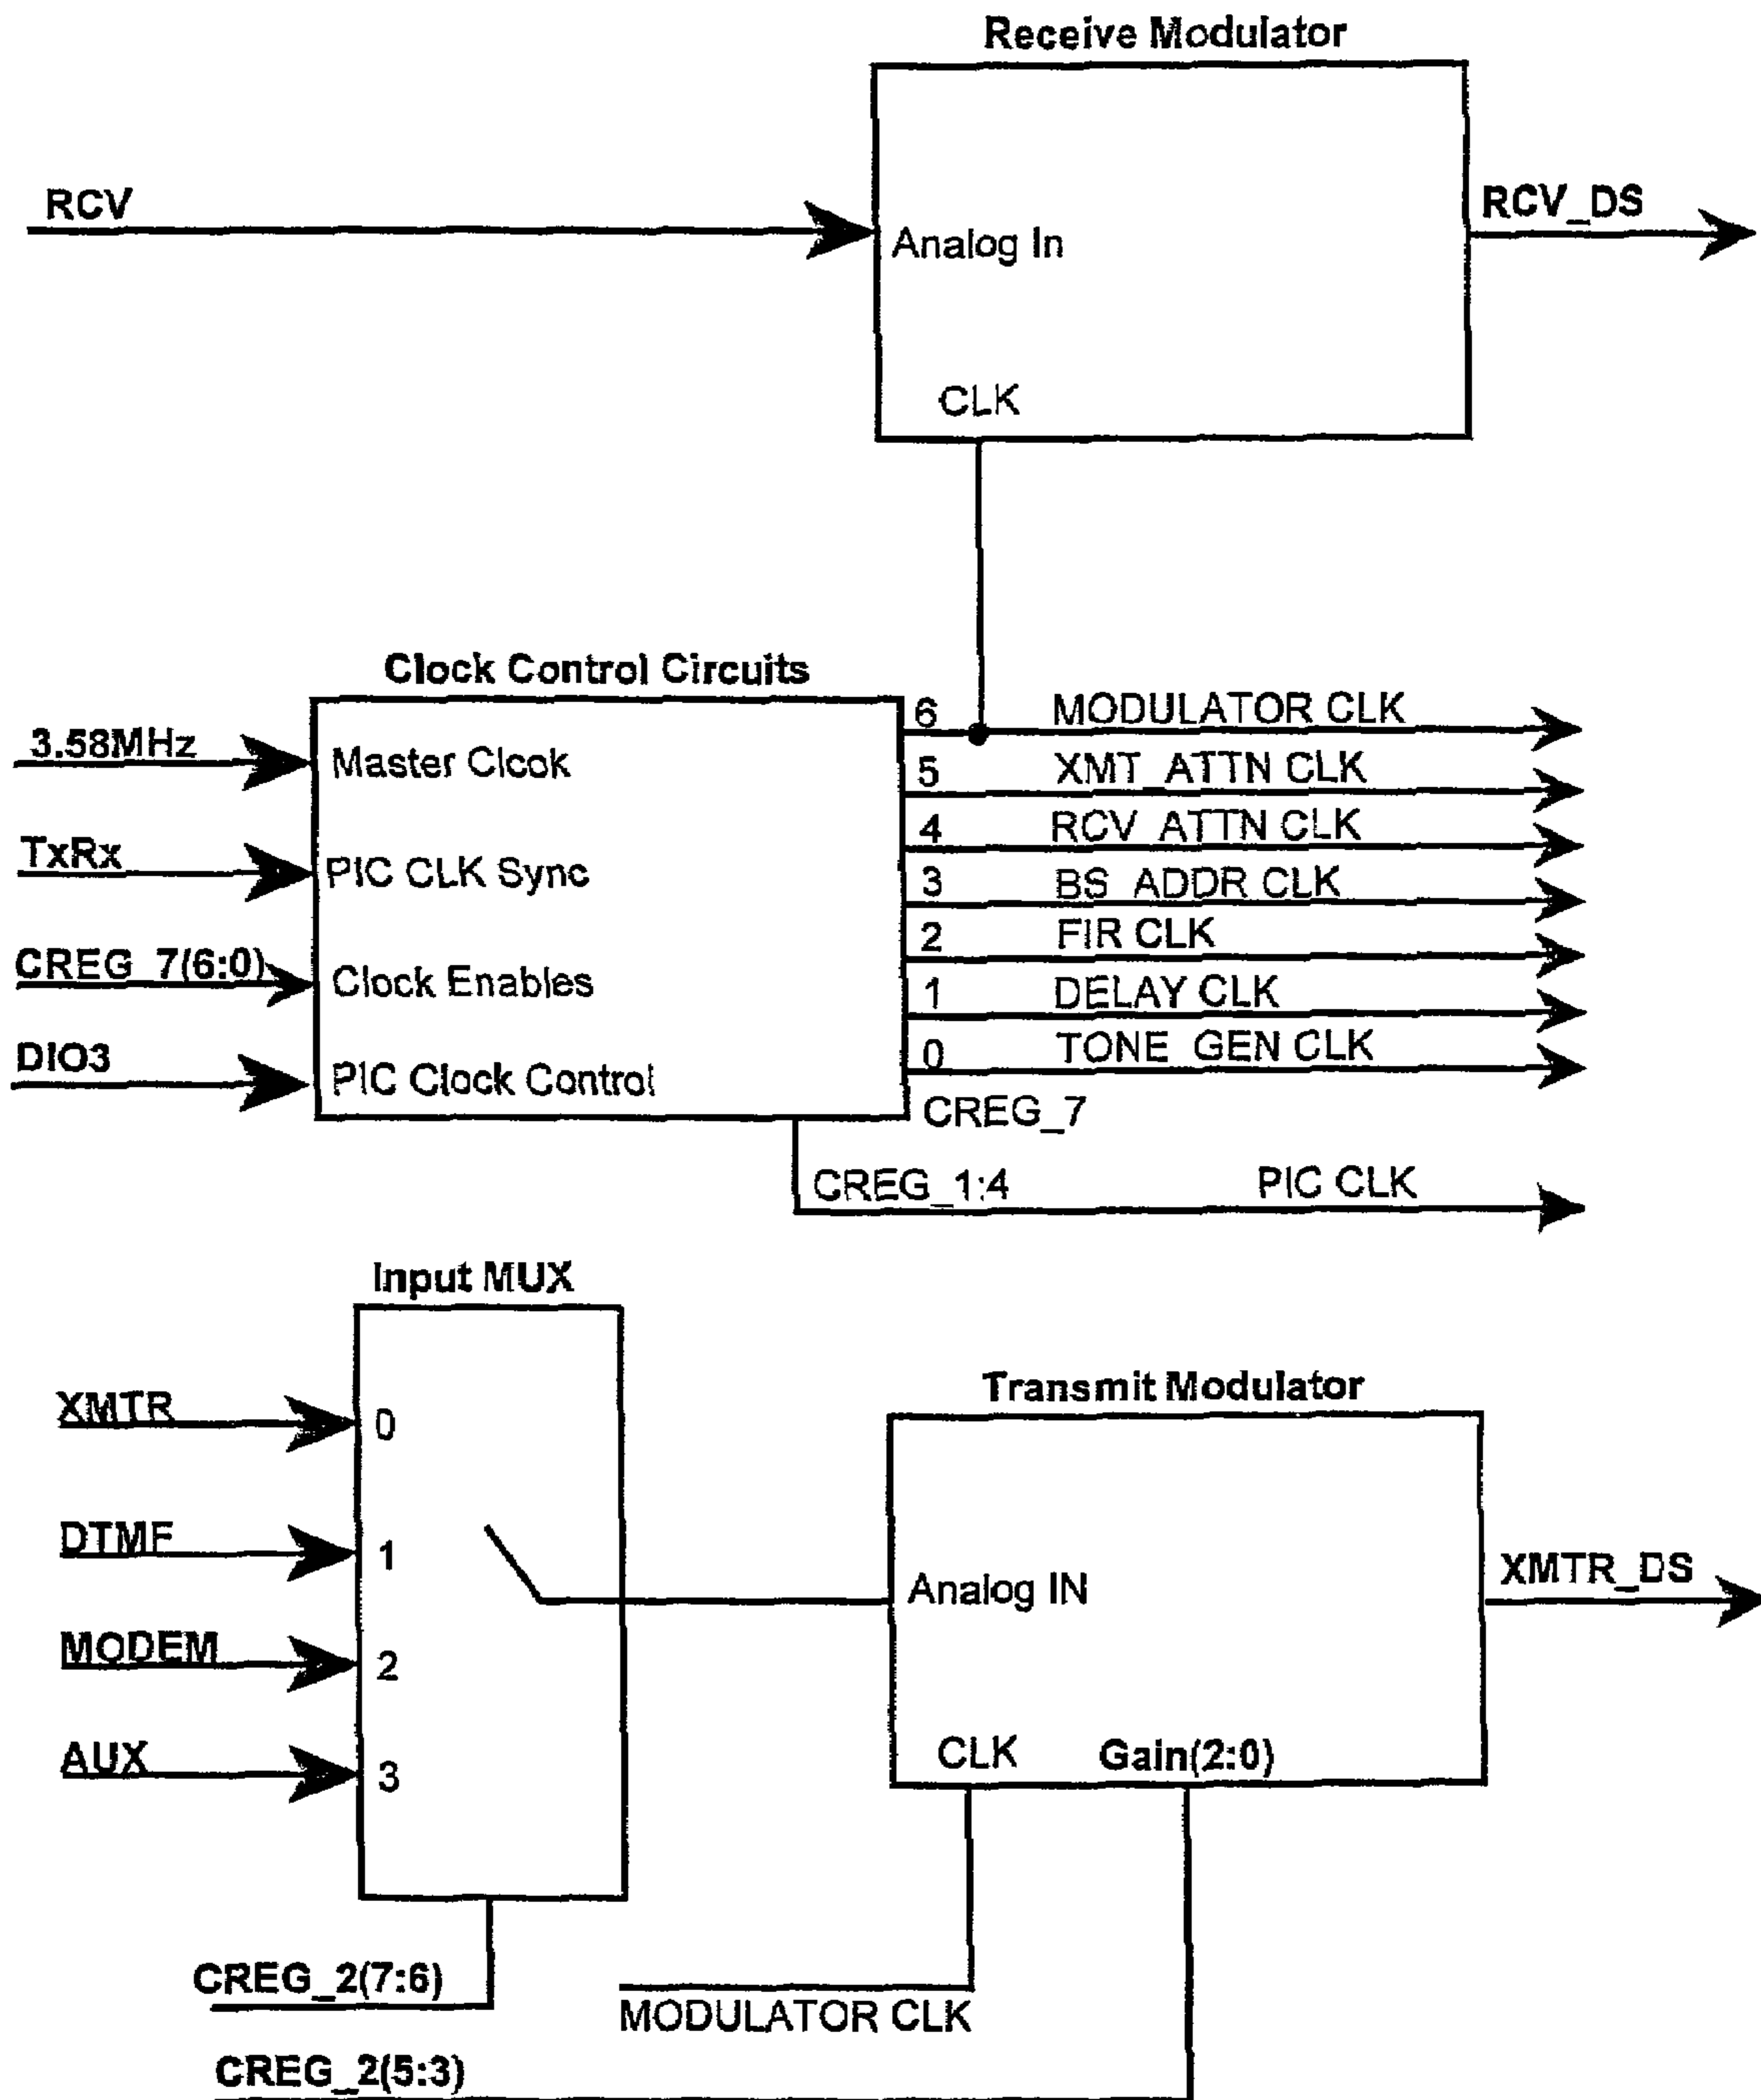 Receive Modulator
RCV
RCV_DS
Analog In
CLK
Clock Control Circuits
6 MODULATOR CLK
3.58MHz
Master Clcok
5 XMT_ATTN CLK
4 RCV_ATTN CLK
TxRx
PIC CLK Sync
3 BS_ADDR CLK
2 FIR CLK
CREG_7(6:0)
Clock Enables
1 DELAY CLK
0 TONE_GEN CLK
DIO3
PIC Clock Control
CREG_7
CREG_1:4 PIC CLK
Input MUX
Transmit Modulator
XMTR 0
DTMF 1
Analog IN
XMTR_DS
MODEM 2
AUX 3
CLK Gain(2:0)
CREG_2(7:6)
MODULATOR CLK
CREG_2(5:3)